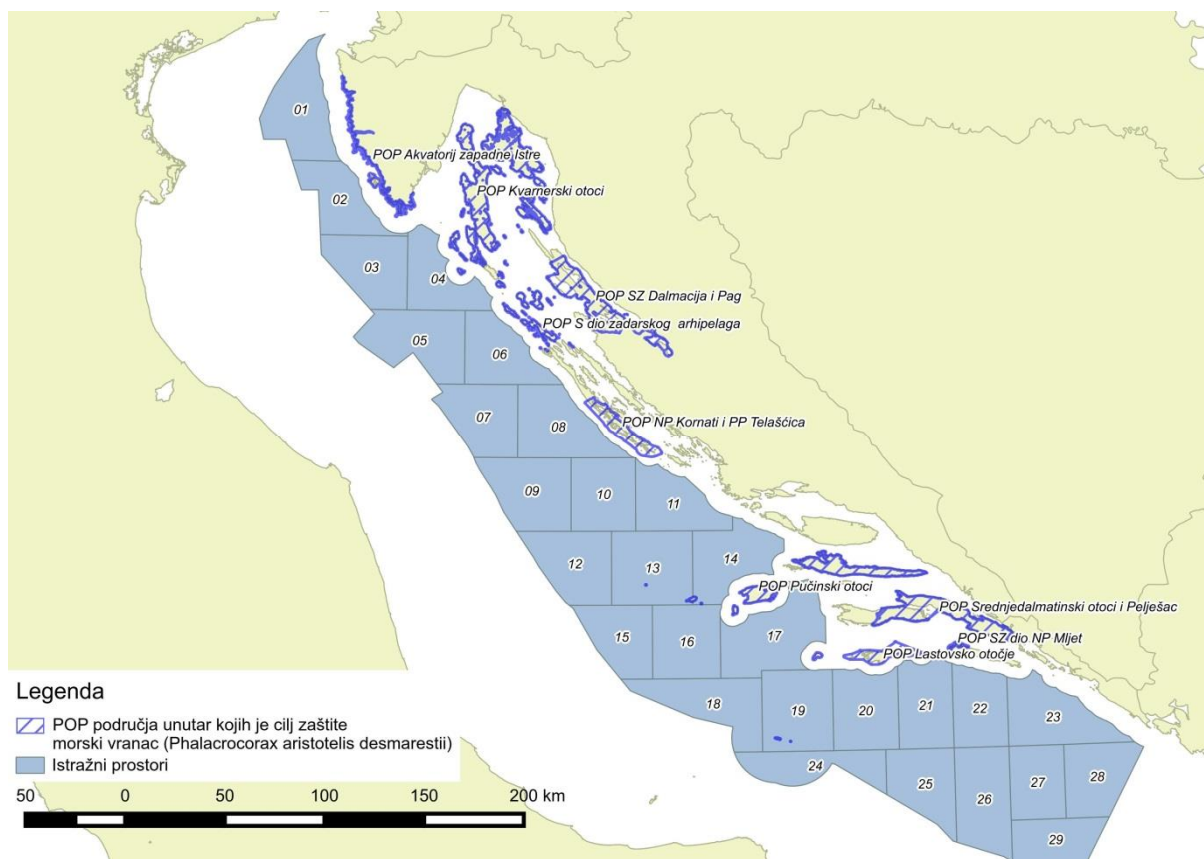 01
POP Akvatorij zapadne Istre
02
POP Kvarnerski otoci
03
04
POP SZ Dalmacija i Pag
POP S dio zadarskog arhipelaga
05
06
07
08
POP NP Kornati i PP Telašćica
09
10
11
12
13
14
POP Pučinski otoci
POP Srednjedalmatinski otoci i Pelješac
15
16
17
POP SZ dio NP Mljet
POP Lastovsko otočje
18
19
20
21
22
23
24
25
26
27
28
29
Legenda
POP područja unutar kojih je cilj zaštite
morski vranac (Phalacrocorax aristotelis desmarestii)
Istražni prostori
50 0 50 100 150 200 km